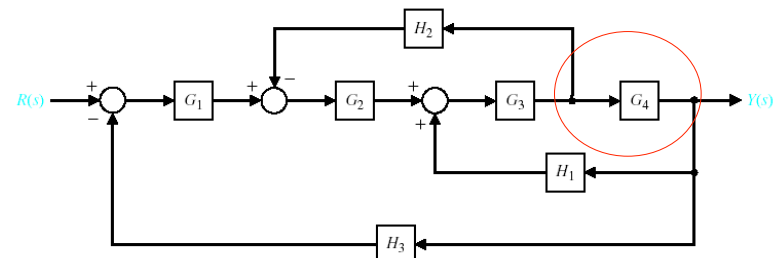 H₂
R(s) + − G₁ + − G₂ + + G₃ G₄ Y(s)
H₁
H₃